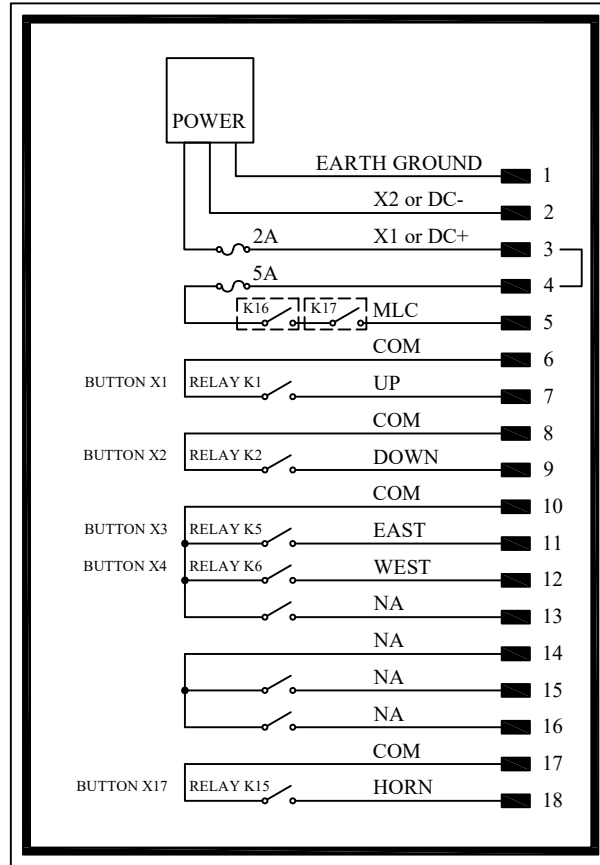 POWER
EARTH GROUND 1
X2 or DC- 2
2A X1 or DC+ 3
5A 4
K16 K17 MLC 5
COM 6
BUTTON X1 RELAY K1 UP 7
COM 8
BUTTON X2 RELAY K2 DOWN 9
COM 10
BUTTON X3 RELAY K5 EAST 11
BUTTON X4 RELAY K6 WEST 12
NA 13
NA 14
NA 15
NA 16
COM 17
BUTTON X17 RELAY K15 HORN 18